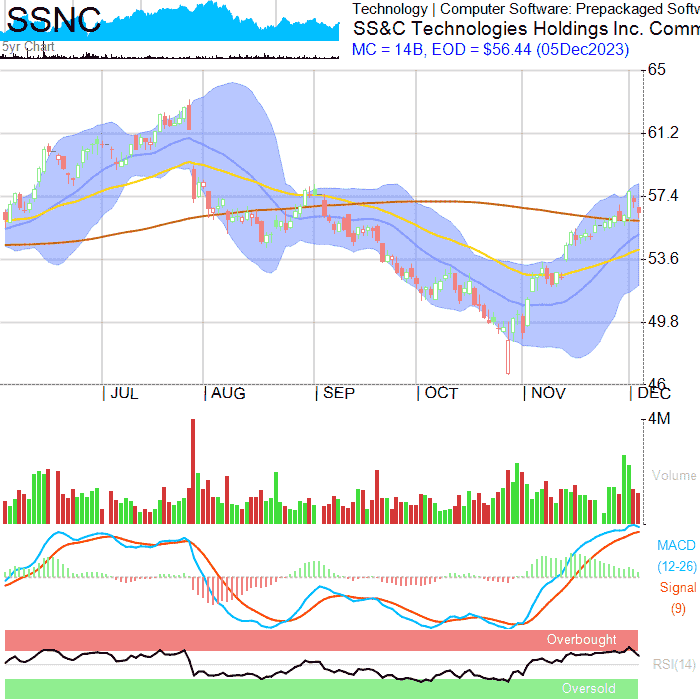 SSNC
5yr Chart
Technology | Computer Software: Prepackaged Softw
SS&C Technologies Holdings Inc. Comm
MC = 14B, EOD = $56.44 (05Dec2023)
65
61.2
57.4
53.6
49.8
46
| JUL | AUG | SEP | OCT | NOV | DEC
4M
Volume
MACD
(12-26)
Signal
(9)
Overbought
RSI(14)
Oversold